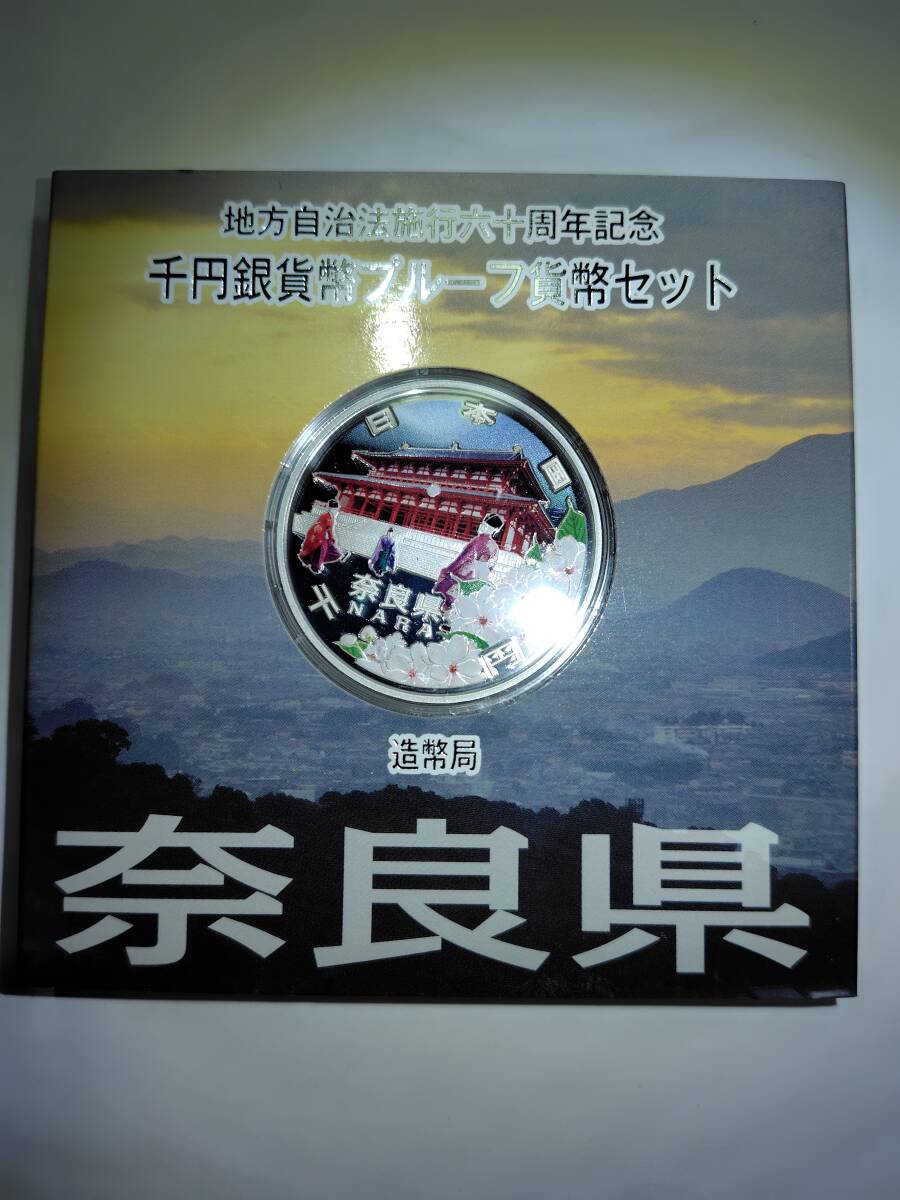 地方自治法施行六十周年記念
千円銀貨幣プルーフ貨幣セット
日本国
奈良県
NARA
千円
造幣局
奈良県